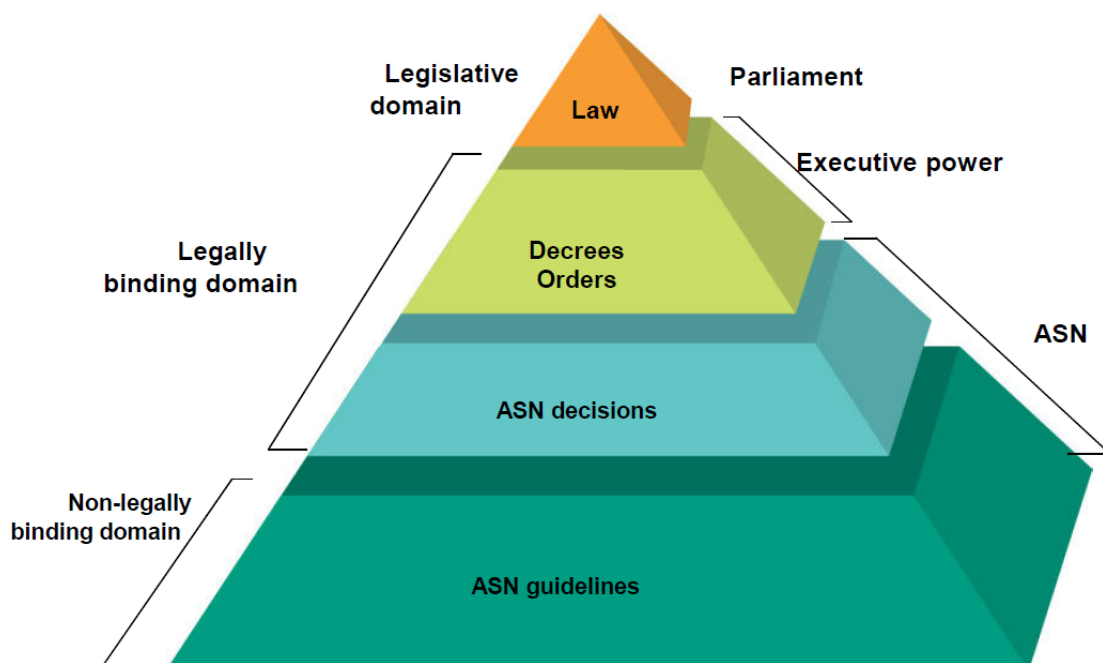 Legislative
domain
Parliament
Law
Executive power
Legally
binding domain
Decrees
Orders
ASN
ASN decisions
Non-legally
binding domain
ASN guidelines